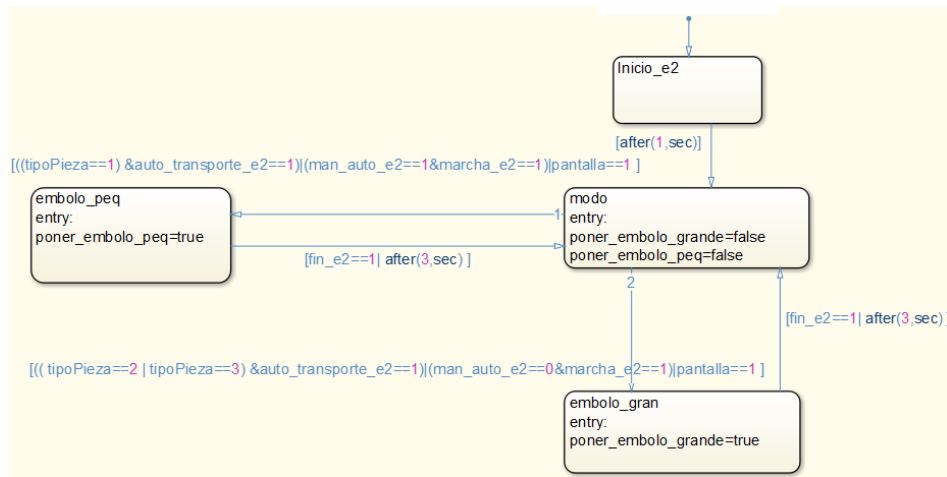 Inicio_e2
[after(1,sec)]
[((tipoPieza==1) &auto_transporte_e2==1)|(man_auto_e2==1&marcha_e2==1)|pantalla==1 ]
embolo_peq
entry:
poner_embolo_peq=true
1
modo
entry:
poner_embolo_grande=false
poner_embolo_peq=false
[fin_e2==1| after(3,sec) ]
2
[fin_e2==1| after(3,sec) ]
[(( tipoPieza==2 | tipoPieza==3) &auto_transporte_e2==1)|(man_auto_e2==0&marcha_e2==1)|pantalla==1 ]
embolo_gran
entry:
poner_embolo_grande=true